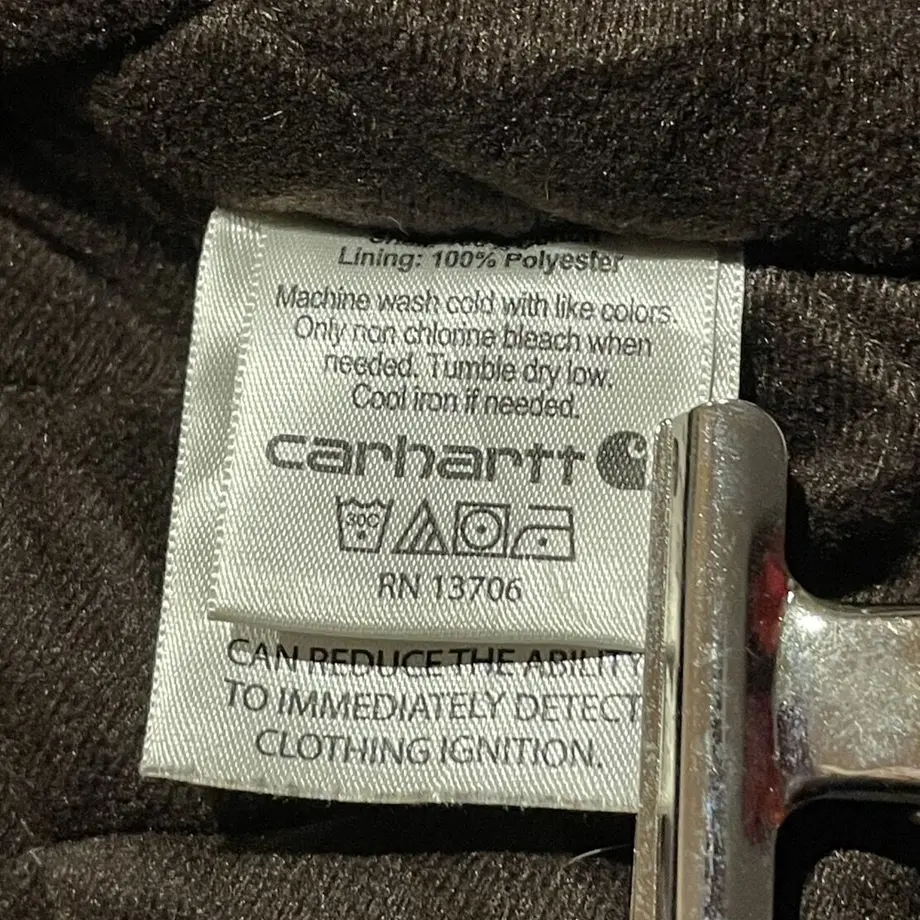 Lining: 100% Polyester
Machine wash cold with like colors.
Only non chlorine bleach when
needed. Tumble dry low.
Cool iron if needed.
carhartt
30C
RN 13706
CAN REDUCE THE ABILITY
TO IMMEDIATELY DETECT
CLOTHING IGNITION.